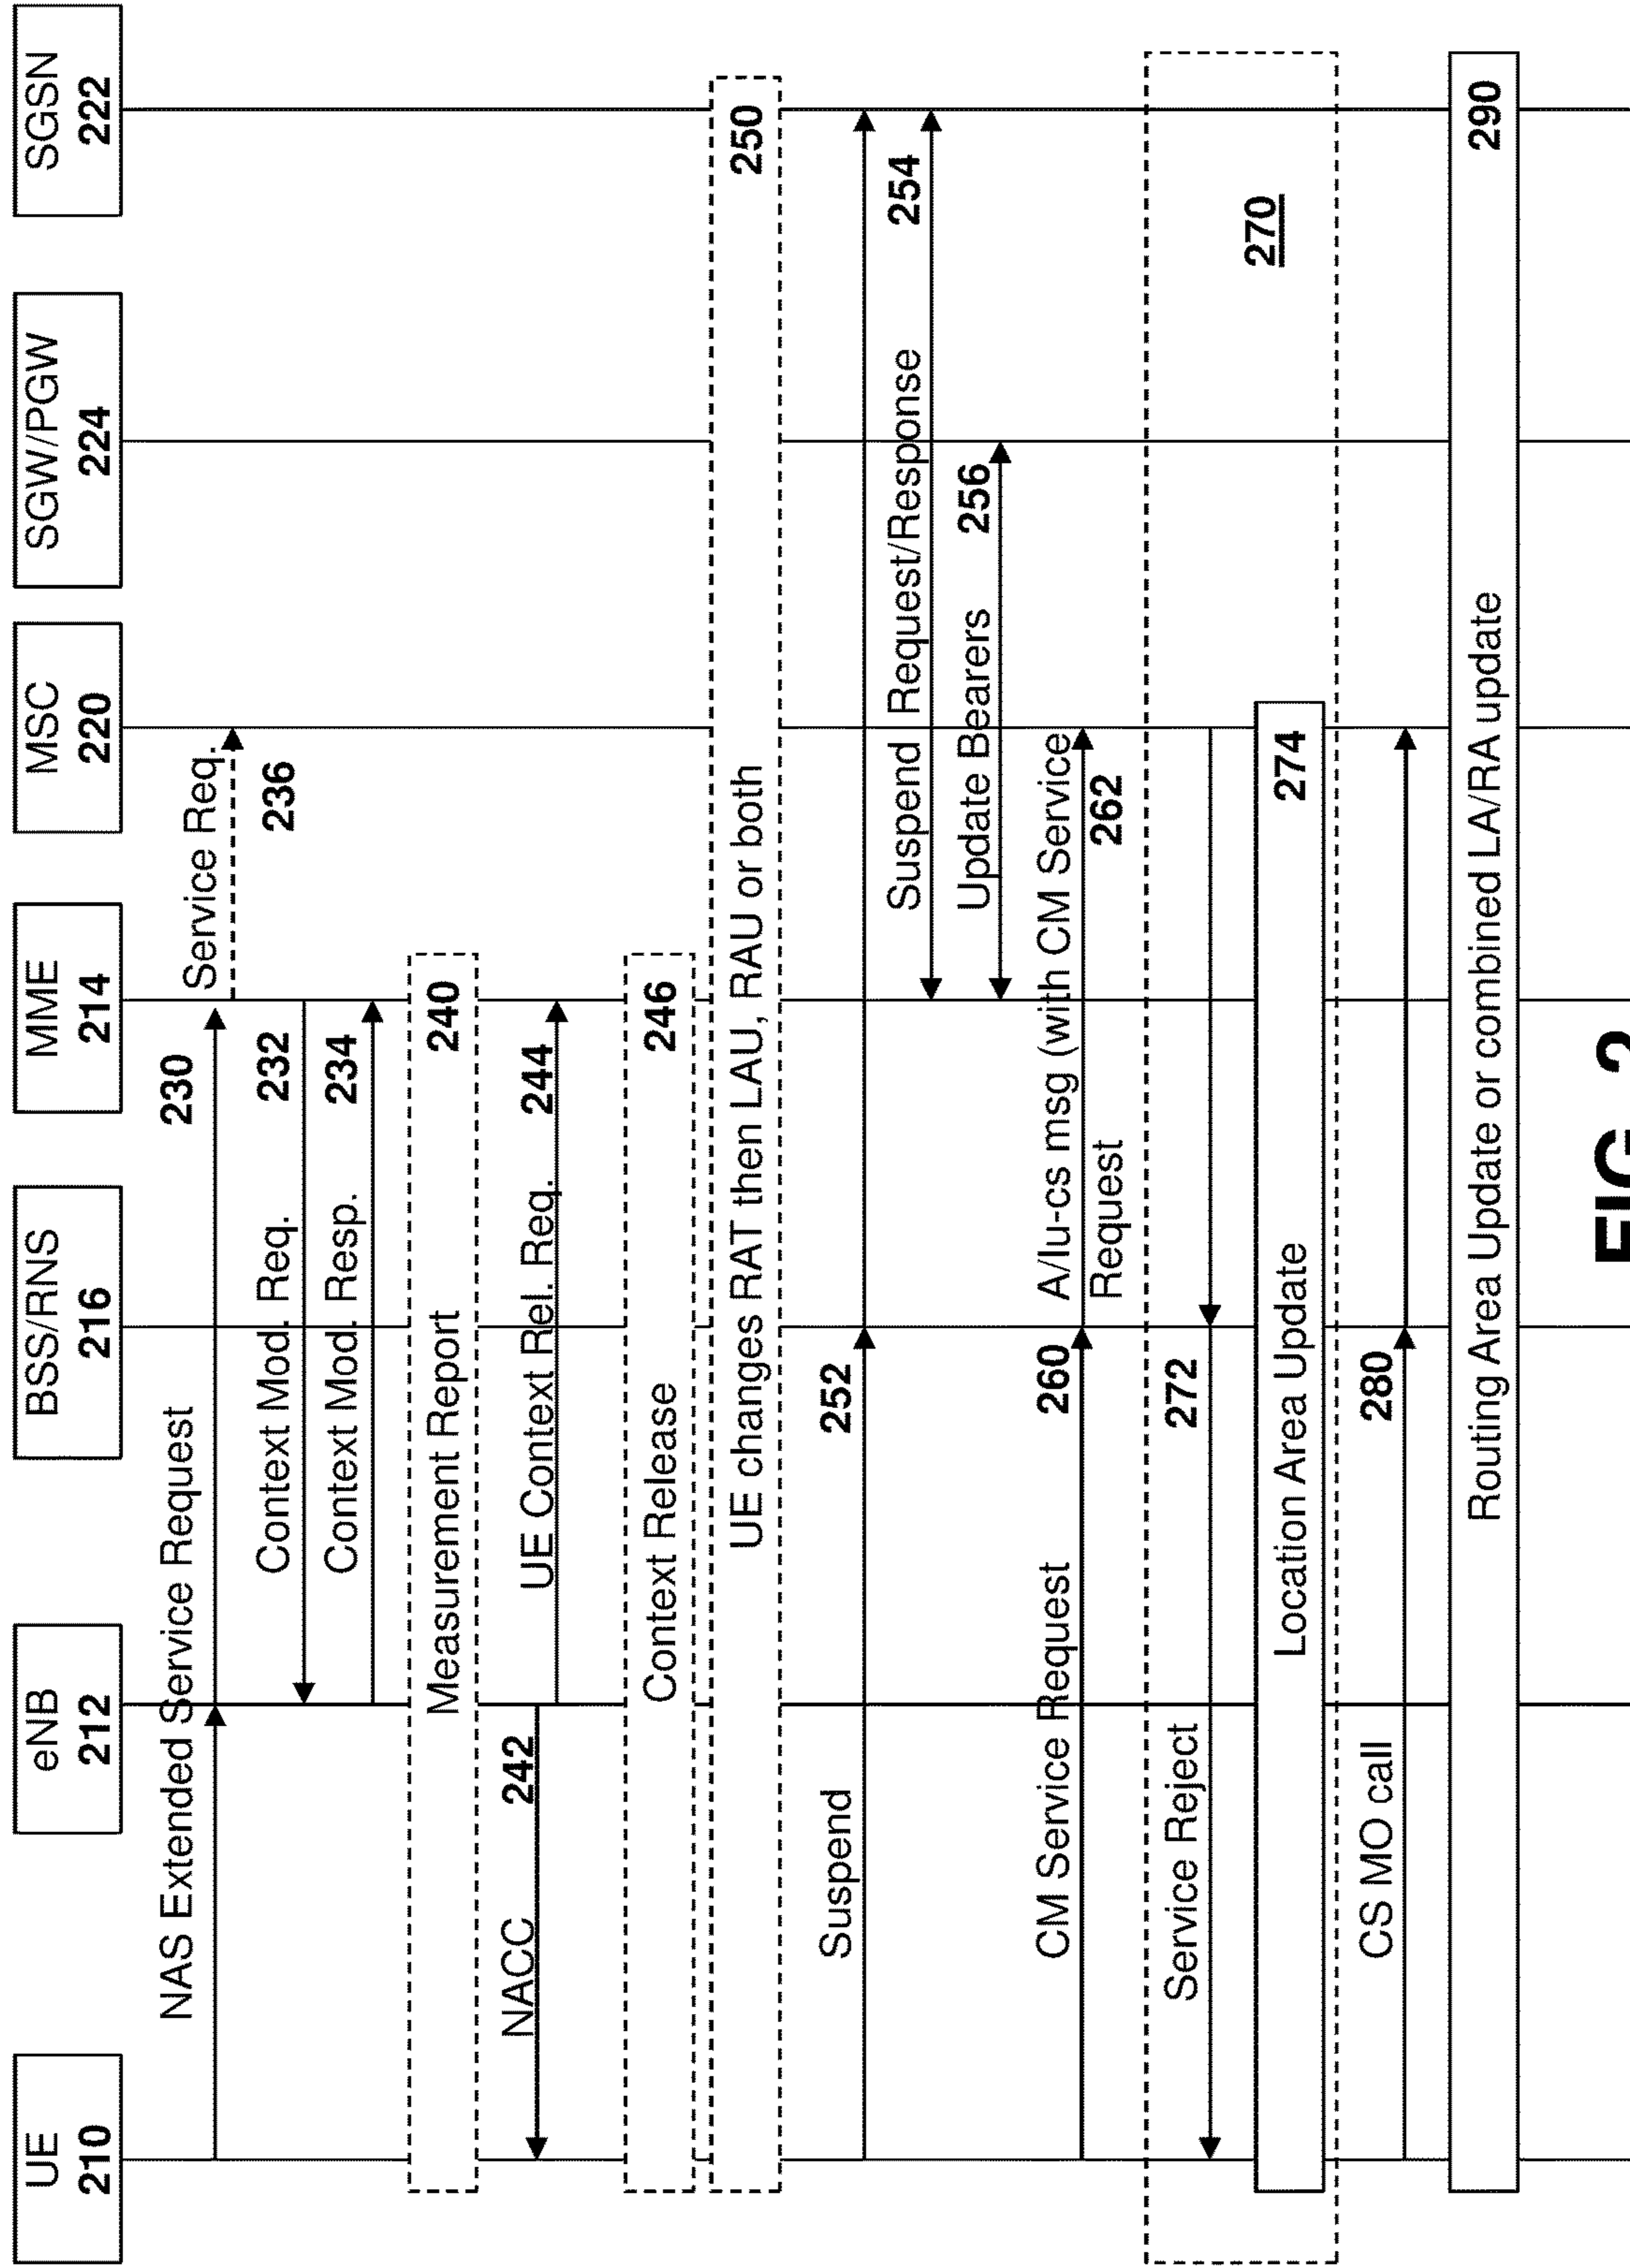 UE
210
eNB
212
BSS/RNS
216
MME
214
MSC
220
SGW/PGW
224
SGSN
222
NAS Extended Service Request
230
Service Req.
236
Context Mod. Req.
232
Context Mod. Resp.
234
Measurement Report
240
NACC
242
UE Context Rel. Req.
244
Context Release
246
UE changes RAT then LAU, RAU or both
250
Suspend
252
Suspend Request/Response
254
Update Bearers
256
CM Service Request
260
A/Iu-cs msg (with CM Service
Request
262
270
Service Reject
272
Location Area Update
274
CS MO call
280
Routing Area Update or combined LA/RA update
290
FIG. 2